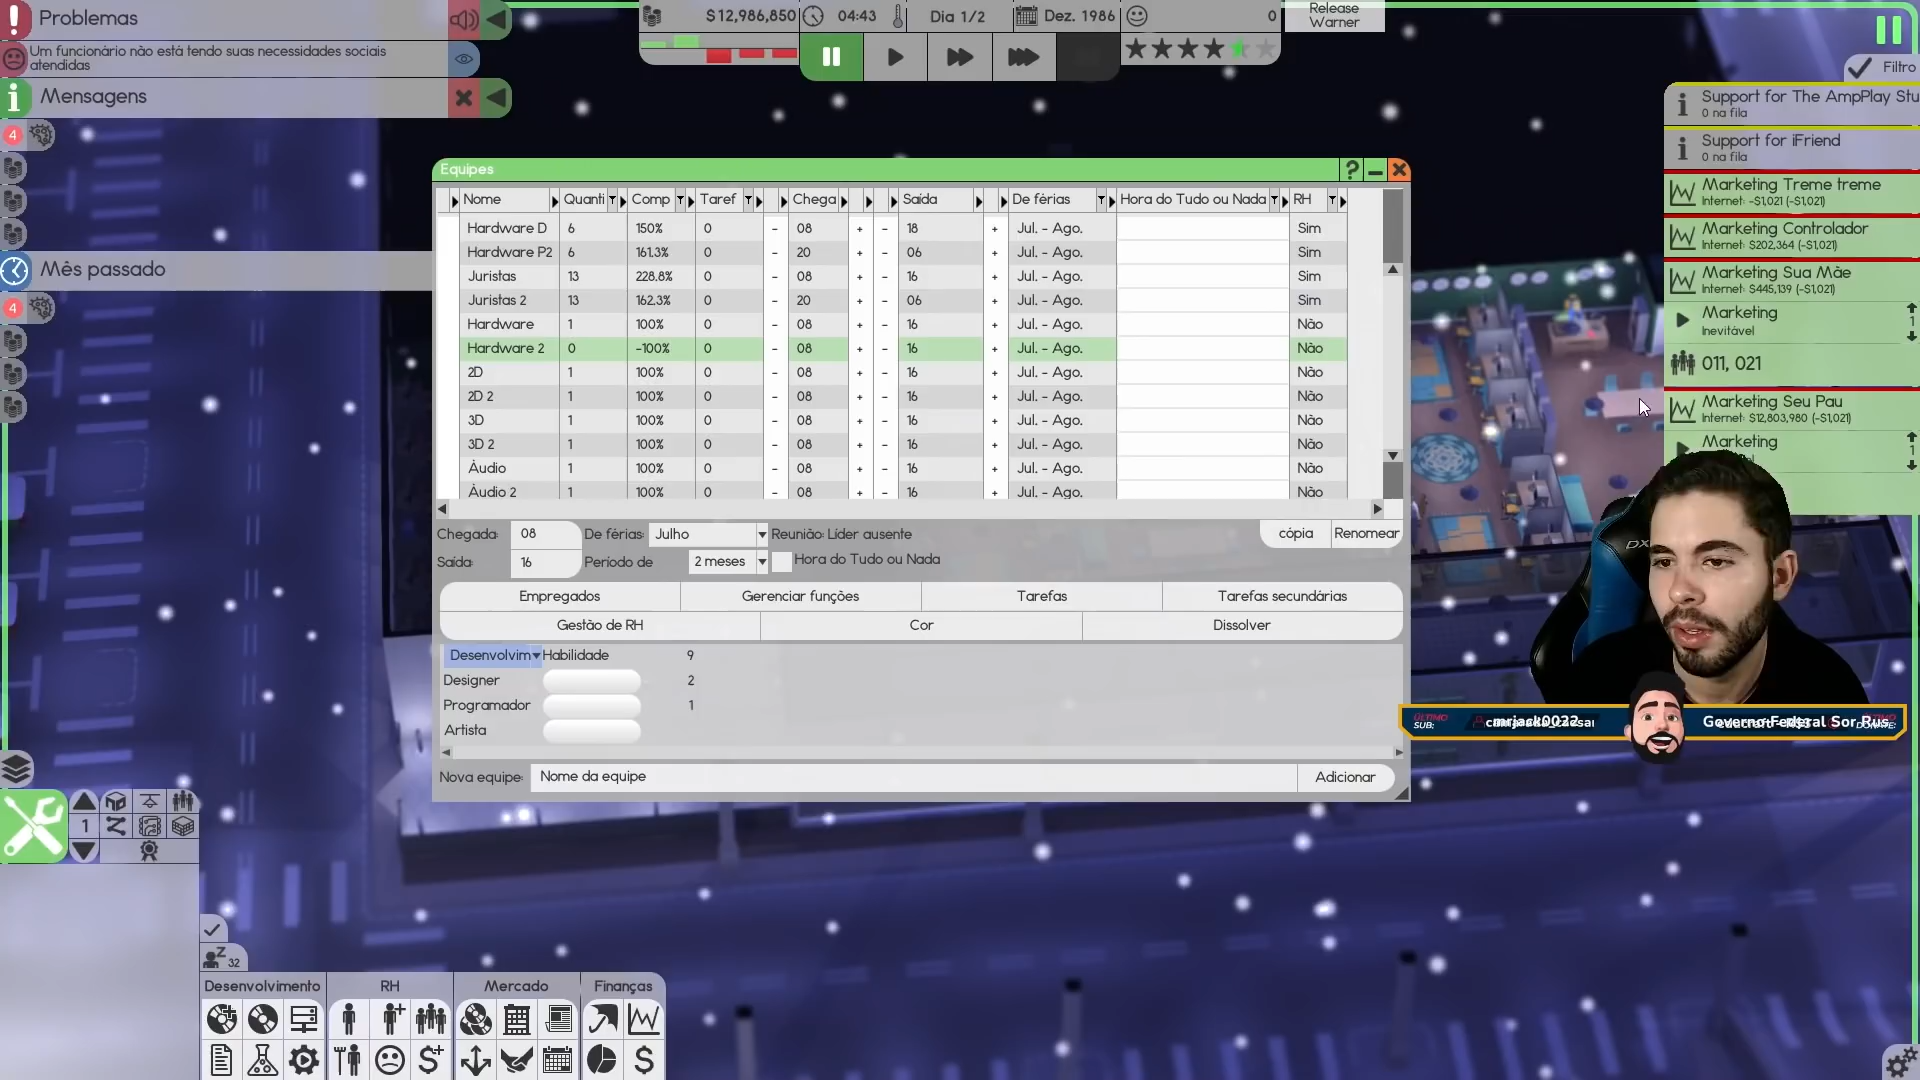 Problemas
Um funcionário não está tendo suas necessidades sociais
atendidas
Mensagens
4
Mês passado
4
$12,986,850
04:43
Dia 1/2
Dez. 1986
0
Release
Warner
Filtro
Support for The AmpPlay Stu
0 na fila
Support for iFriend
0 na fila
Marketing Treme treme
Internet: -$1,021 (-$1,021)
Marketing Controlador
Internet: $202,364 (-$1,021)
Marketing Sua Mãe
Internet: $445,139 (-$1,021)
Marketing
Inevitável
1
011, 021
Marketing Seu Pau
Internet: $12,803,980 (-$1,021)
Marketing
1
Equipes
?
Nome Quanti Comp Taref Chega Saída De férias Hora do Tudo ou Nada RH
Hardware D 6 150% 0 - 08 + - 18 + Jul. - Ago. Sim
Hardware P2 6 161.3% 0 - 20 + - 06 + Jul. - Ago. Sim
Juristas 13 228.8% 0 - 08 + - 16 + Jul. - Ago. Sim
Juristas 2 13 162.3% 0 - 20 + - 06 + Jul. - Ago. Sim
Hardware 1 100% 0 - 08 + - 16 + Jul. - Ago. Não
Hardware 2 0 -100% 0 - 08 + - 16 + Jul. - Ago. Não
2D 1 100% 0 - 08 + - 16 + Jul. - Ago. Não
2D 2 1 100% 0 - 08 + - 16 + Jul. - Ago. Não
3D 1 100% 0 - 08 + - 16 + Jul. - Ago. Não
3D 2 1 100% 0 - 08 + - 16 + Jul. - Ago. Não
Áudio 1 100% 0 - 08 + - 16 + Jul. - Ago. Não
Áudio 2 1 100% 0 - 08 + - 16 + Jul. - Ago. Não
Chegada: 08 De férias: Julho Reunião: Líder ausente cópia Renomear
Saída: 16 Período de 2 meses Hora do Tudo ou Nada
Empregados Gerenciar funções Tarefas Tarefas secundárias
Gestão de RH Cor Dissolver
Desenvolvim Habilidade 9
Designer 2
Programador 1
Artista
Nova equipe: Nome da equipe Adicionar
ÚLTIMO
SUB:
mrjack0022
Governo Federal Sor Rus
1
32
Desenvolvimento RH Mercado Finanças